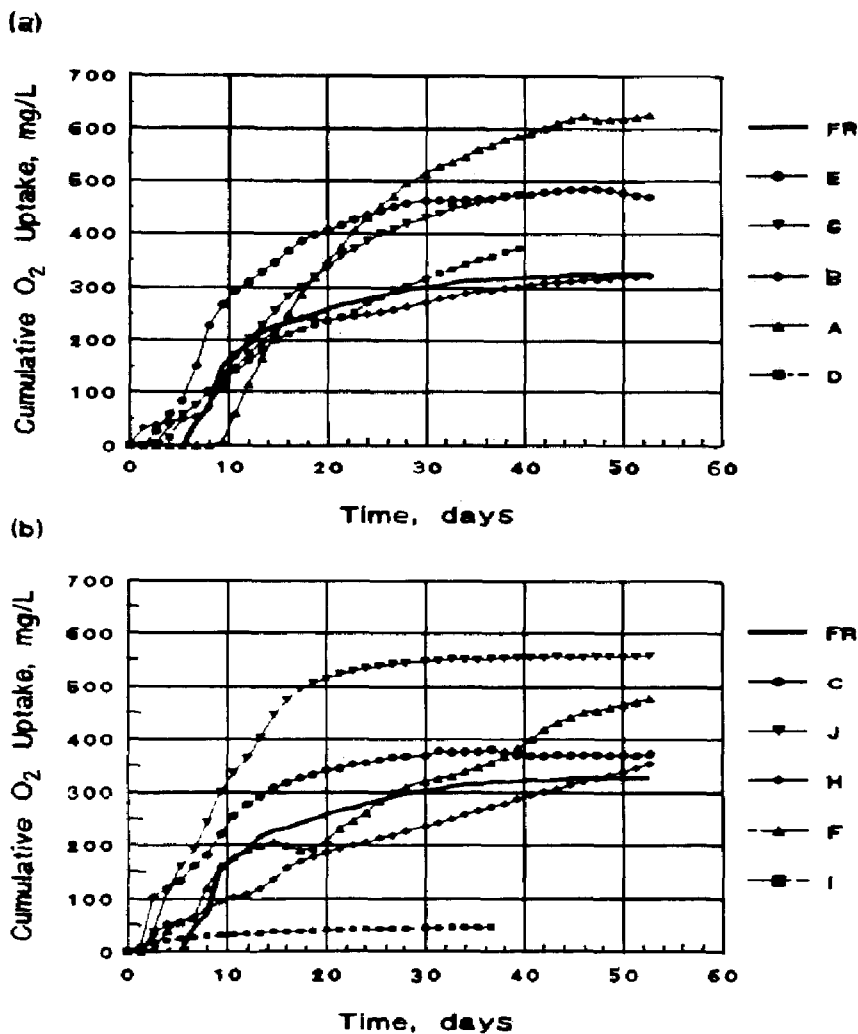 (a)
Cumulative O2 Uptake, mg/L
700
600
500
400
300
200
100
0
0 10 20 30 40 50 60
Time, days
FR
E
G
B
A
D
(b)
Cumulative O2 Uptake, mg/L
700
600
500
400
300
200
100
0
0 10 20 30 40 50 60
Time, days
FR
C
J
H
F
I